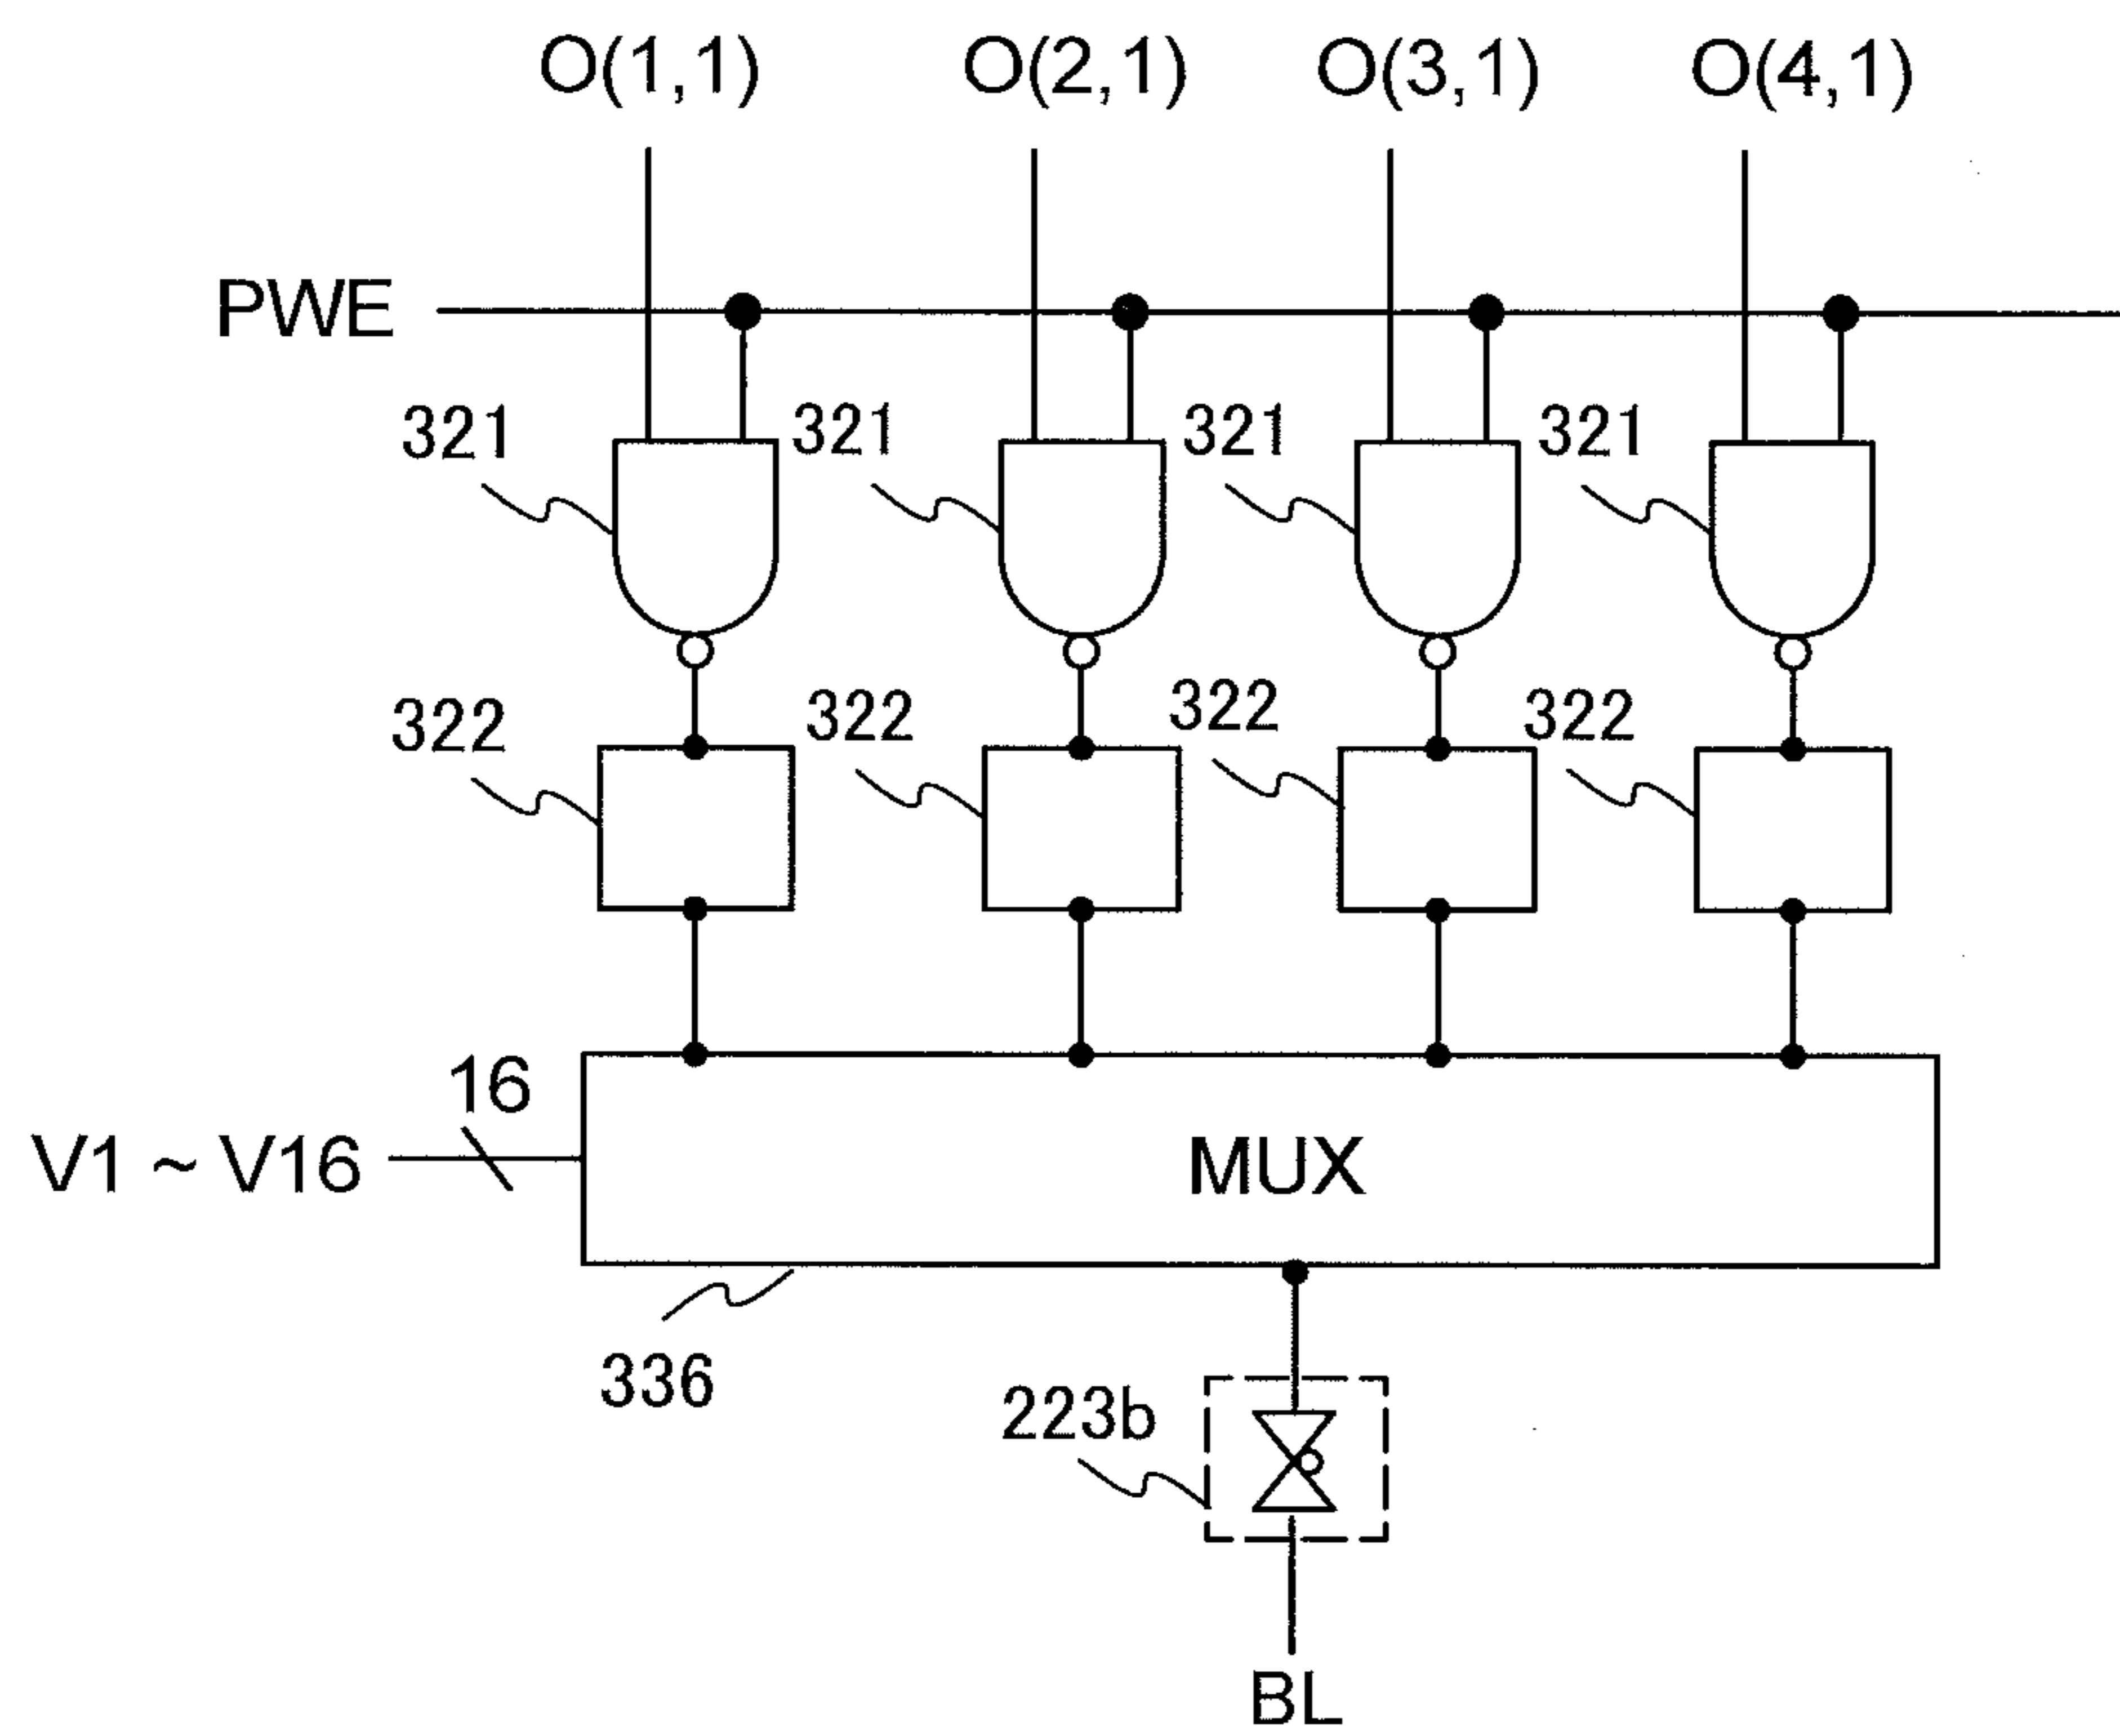 O(1,1) O(2,1) O(3,1) O(4,1)
PWE
321 321 321 321
322 322 322 322
16
V1 ~ V16
MUX
336
223b
BL